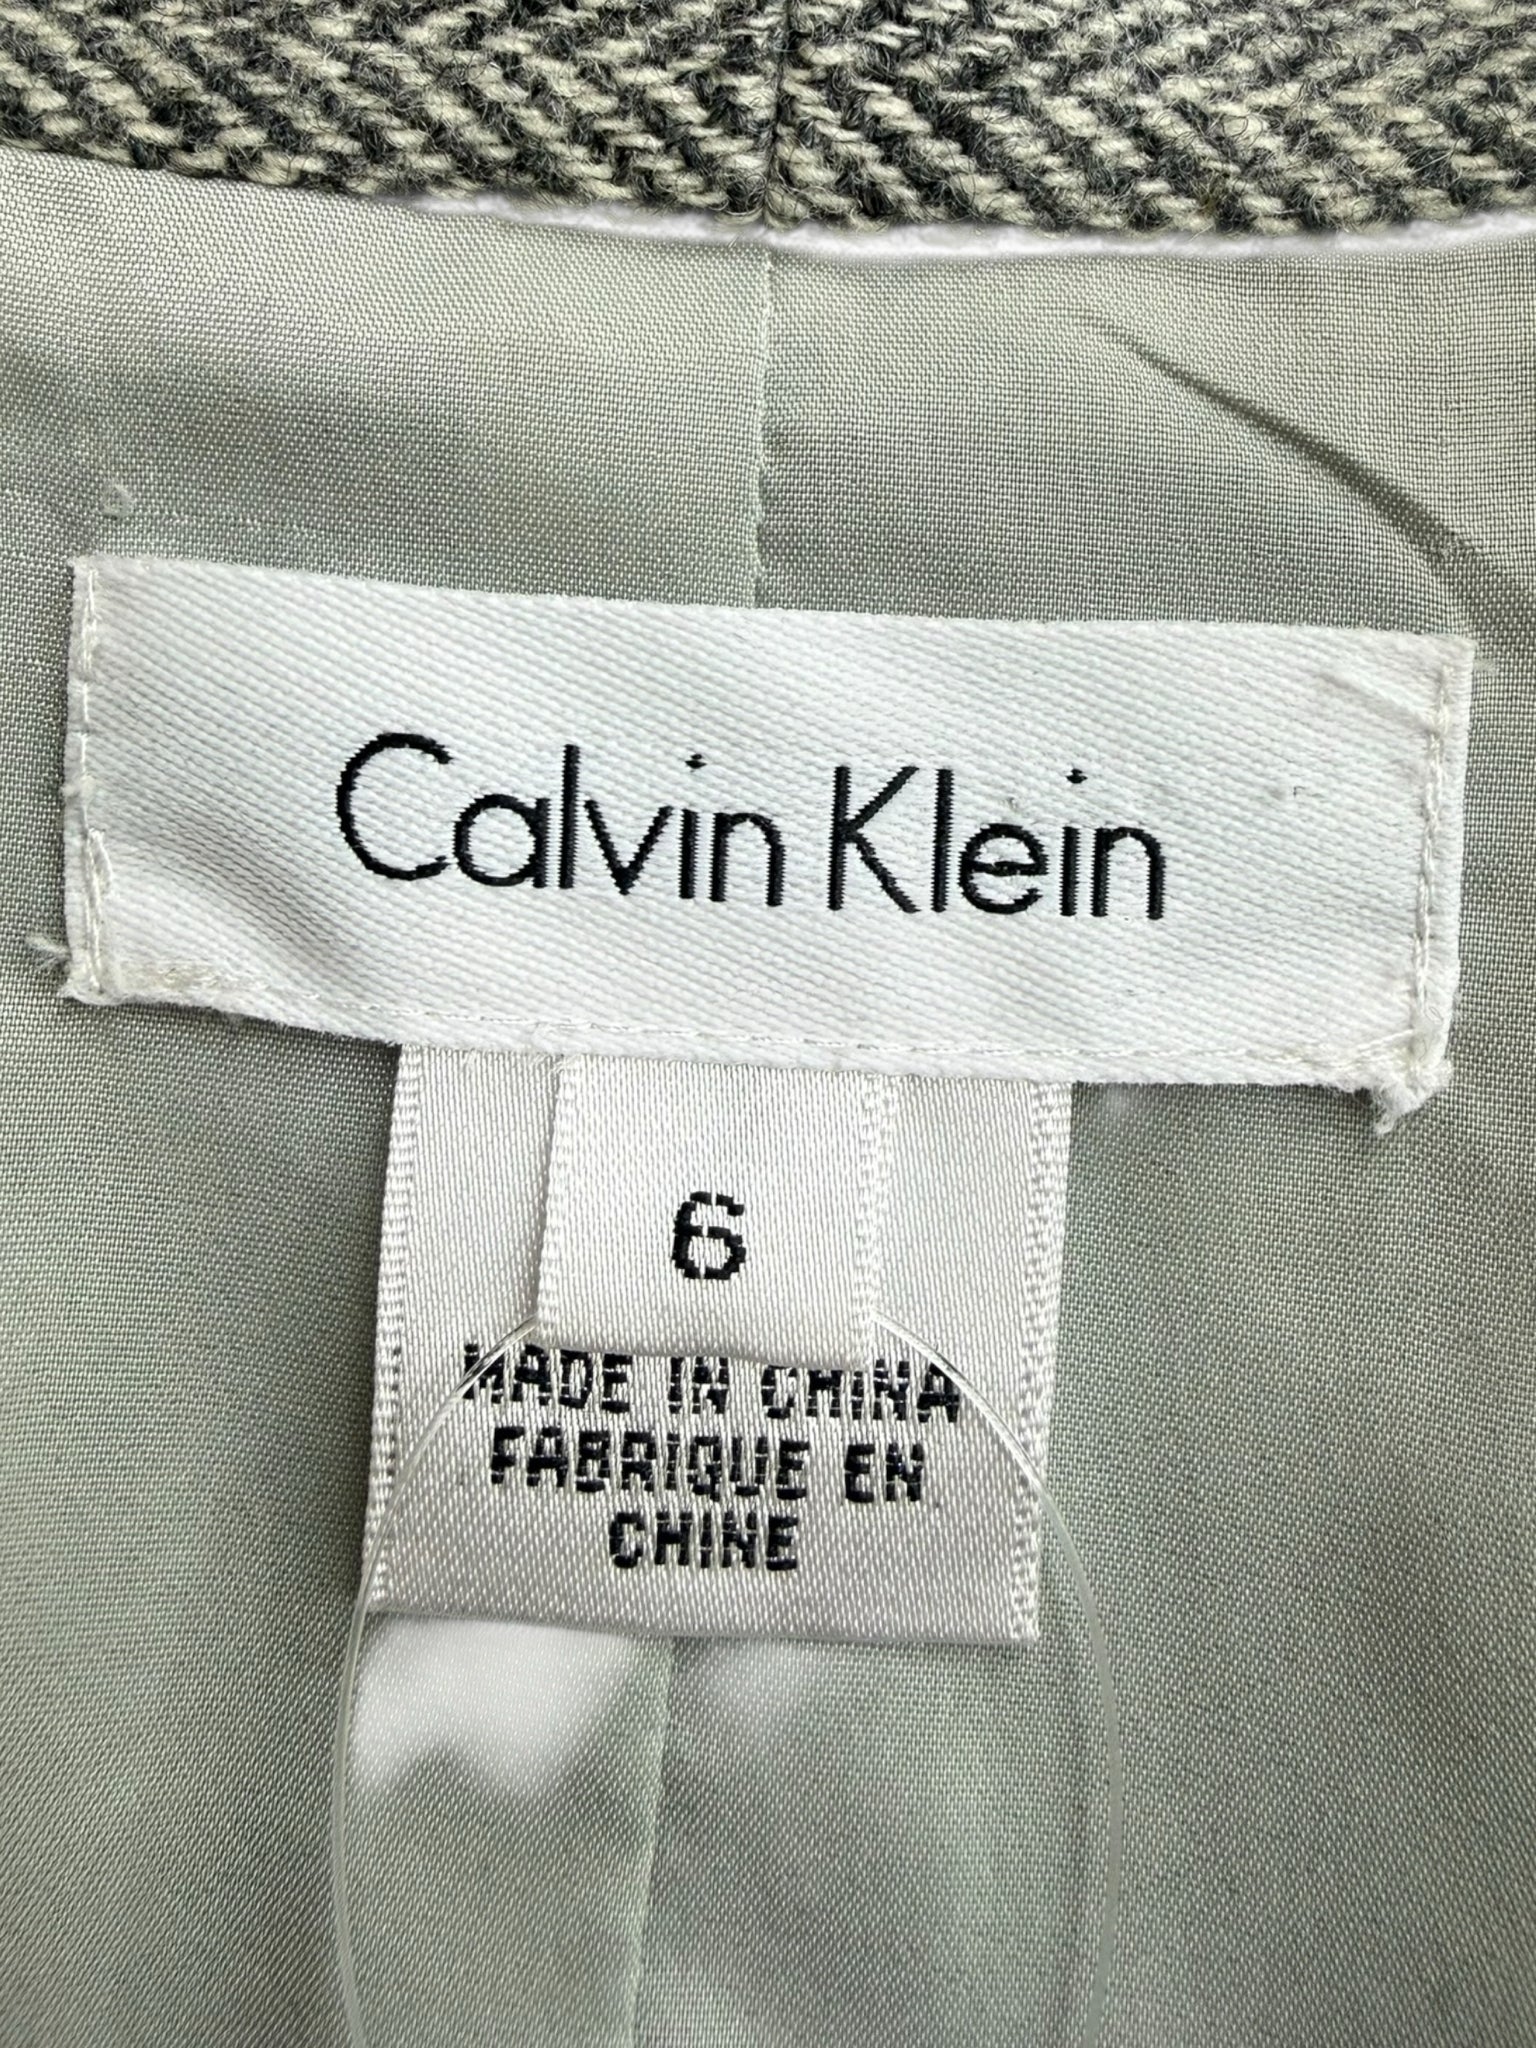 Calvin Klein
6
MADE IN CHINA
FABRIQUE EN
CHINE